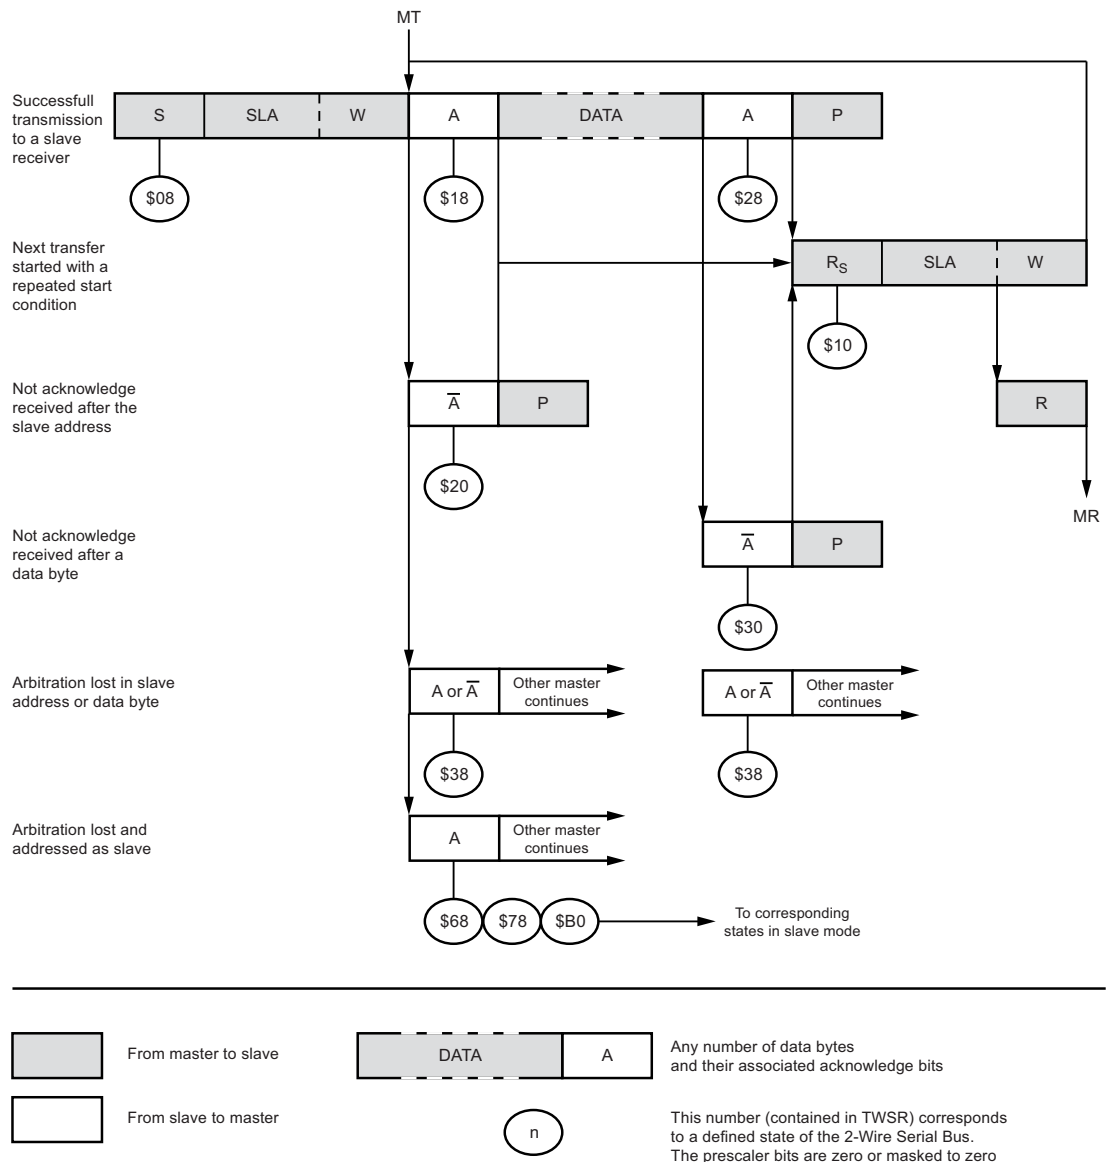 MT
Successfull
transmission
to a slave
receiver
S SLA W A DATA A P
$08 $18 $28
Next transfer
started with a
repeated start
condition
RS SLA W
$10
Not acknowledge
received after the
slave address
A̅ P R
$20
MR
Not acknowledge
received after a
data byte
A̅ P
$30
Arbitration lost in slave
address or data byte
A or A̅ Other master
continues
A or A̅ Other master
continues
$38 $38
Arbitration lost and
addressed as slave
A Other master
continues
$68 $78 $B0
To corresponding
states in slave mode
From master to slave
DATA A
Any number of data bytes
and their associated acknowledge bits
From slave to master
n
This number (contained in TWSR) corresponds
to a defined state of the 2-Wire Serial Bus.
The prescaler bits are zero or masked to zero